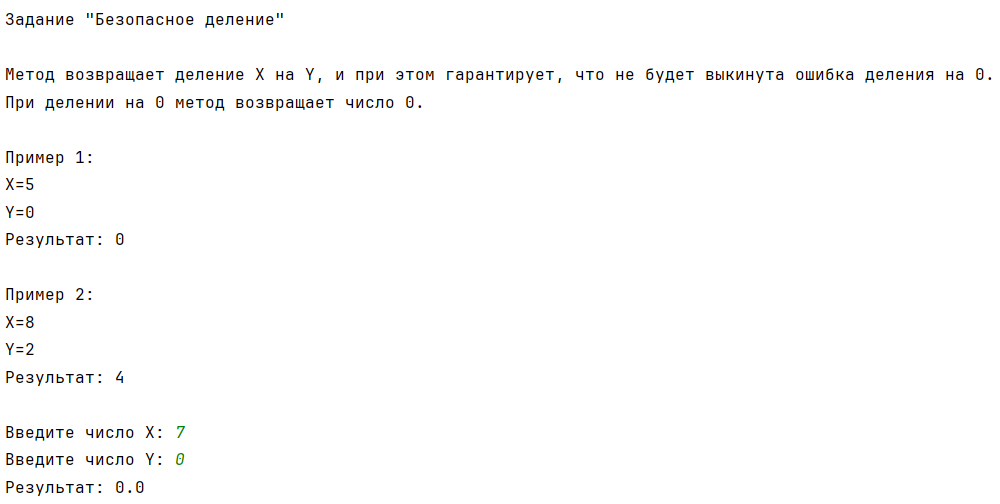 Задание "Безопасное деление"
Метод возвращает деление X на Y, и при этом гарантирует, что не будет выкинута ошибка деления на 0.
При делении на 0 метод возвращает число 0.
Пример 1:
X=5
Y=0
Результат: 0
Пример 2:
X=8
Y=2
Результат: 4
Введите число X: 7
Введите число Y: 0
Результат: 0.0